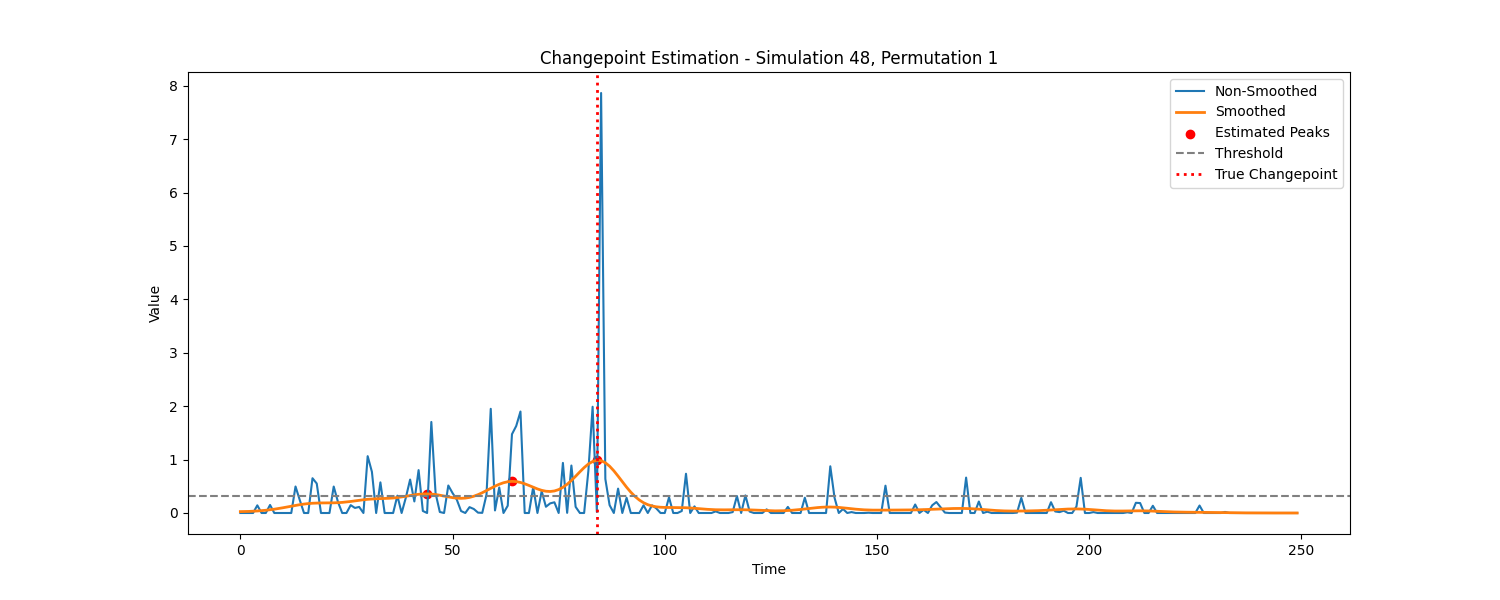 Changepoint Estimation - Simulation 48, Permutation 1
Non-Smoothed
Smoothed
Estimated Peaks
Threshold
True Changepoint
8
7
6
5
4
3
2
1
0
Value
0 50 100 150 200 250
Time